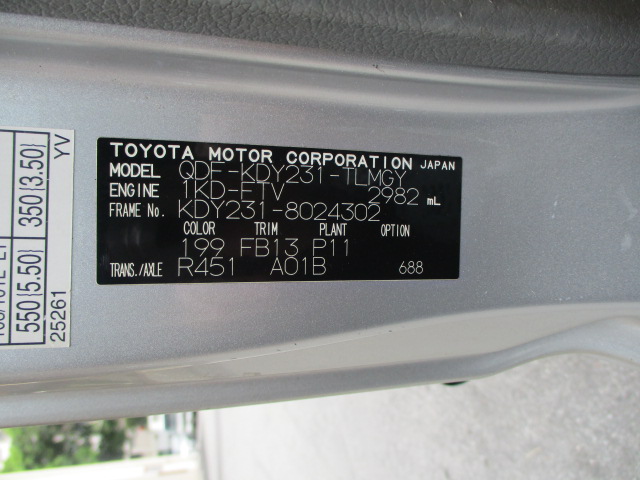 TOYOTA MOTOR CORPORATION JAPAN
MODEL QDF-KDY231-TLMGY
ENGINE 1KD-FTV 2982 mL
FRAME No. KDY231-8024302
COLOR TRIM PLANT OPTION
199 FB13 P11
TRANS./AXLE R451 A01B 688
550(5.50) 350(3.50)
25261 YV